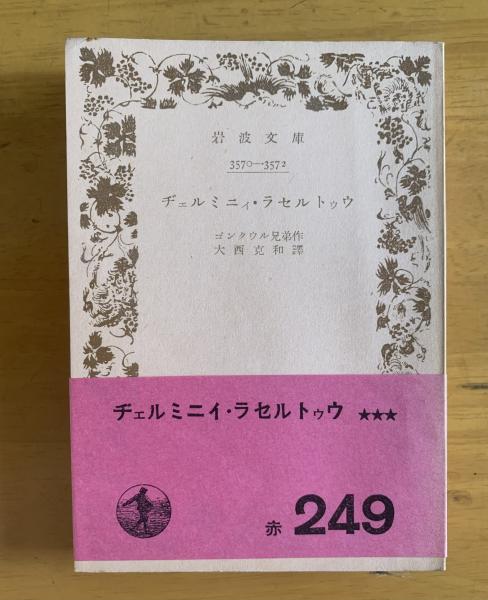 岩波文庫
3570—3572
ヂェルミニィ・ラセルトゥウ
ゴンクウル兄弟作
大西克和譯
ヂェルミニイ・ラセルトゥウ ★★★
赤 249